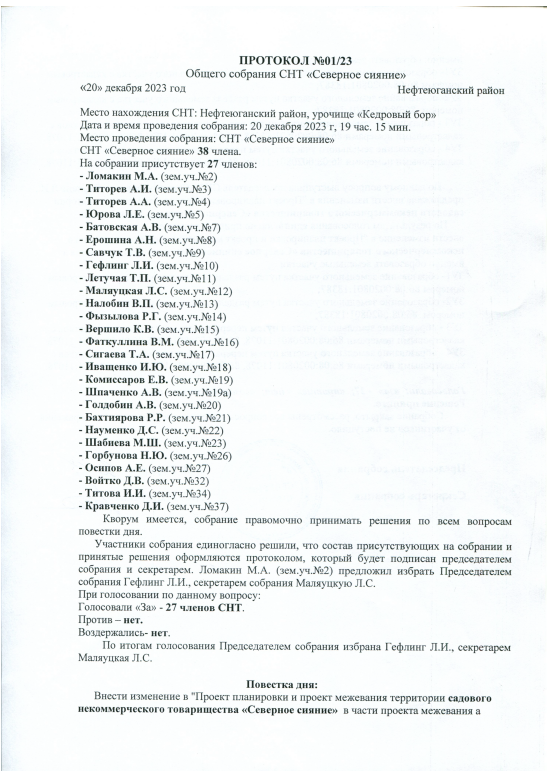 ПРОТОКОЛ №01/23
Общего собрания СНТ «Северное сияние»
«20» декабря 2023 год Нефтеюганский район
Место нахождения СНТ: Нефтеюганский район, урочище «Кедровый бор»
Дата и время проведения собрания: 20 декабря 2023 г, 19 час. 15 мин.
Место проведения собрания: СНТ «Северное сияние»
СНТ «Северное сияние» 38 члена.
На собрании присутствует 27 членов:
- Ломакин М.А. (зем.уч.№2)
- Титорев А.И. (зем.уч.№3)
- Титорев А.А. (зем.уч.№4)
- Юрова Л.Е. (зем.уч.№5)
- Батовская А.В. (зем.уч.№7)
- Ерошина А.Н. (зем.уч.№8)
- Савчук Т.В. (зем.уч.№9)
- Гефлинг Л.И. (зем.уч.№10)
- Летучая Т.П. (зем.уч.№11)
- Маляуцкая Л.С. (зем.уч.№12)
- Налобин В.П. (зем.уч.№13)
- Фызылова Р.Г. (зем.уч.№14)
- Вершило К.В. (зем.уч.№15)
- Фаткуллина В.М. (зем.уч.№16)
- Сигаева Т.А. (зем.уч.№17)
- Иващенко И.Ю. (зем.уч.№18)
- Комиссаров Е.В. (зем.уч.№19)
- Шпаченко А.В. (зем.уч.№19а)
- Голдобин А.В. (зем.уч.№20)
- Бахтиярова Р.Р. (зем.уч.№21)
- Науменко Д.С. (зем.уч.№22)
- Шабиева М.Ш. (зем.уч.№23)
- Горбунова Н.Ю. (зем.уч.№26)
- Осипов А.Е. (зем.уч.№27)
- Войтко Д.В. (зем.уч.№32)
- Титова И.И. (зем.уч.№34)
- Кравченко Д.И. (зем.уч.№37)
Кворум имеется, собрание правомочно принимать решения по всем вопросам
повестки дня.
Участники собрания единогласно решили, что состав присутствующих на собрании и
принятые решения оформляются протоколом, который будет подписан председателем
собрания и секретарем. Ломакин М.А. (зем.уч.№2) предложил избрать Председателем
собрания Гефлинг Л.И., секретарем собрания Маляуцкую Л.С.
При голосовании по данному вопросу:
Голосовали «За» - 27 членов СНТ.
Против – нет.
Воздержались- нет.
По итогам голосования Председателем собрания избрана Гефлинг Л.И., секретарем
Маляуцкая Л.С.
Повестка дня:
Внести изменение в "Проект планировки и проект межевания территории садового
некоммерческого товарищества «Северное сияние» в части проекта межевания а